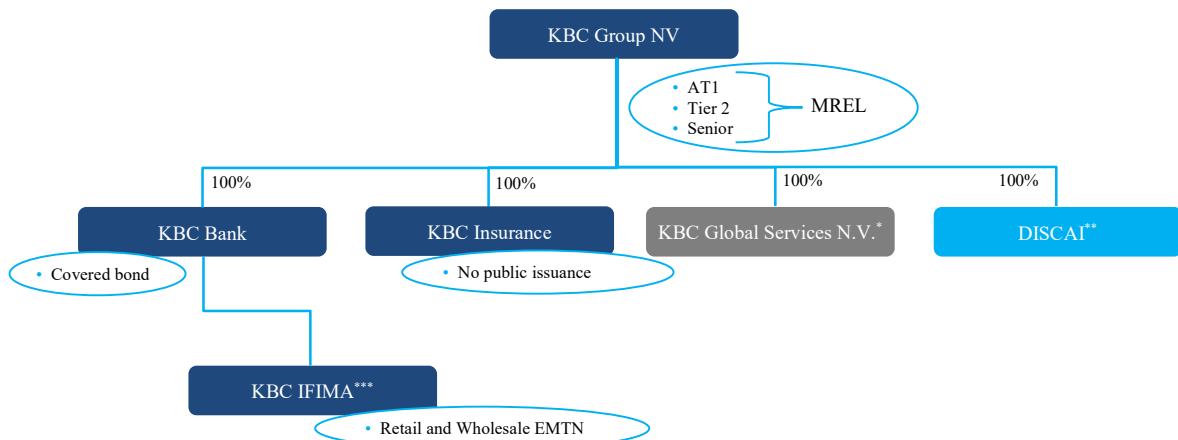 KBC Group NV
• AT1
• Tier 2
• Senior
MREL
100%
100%
100%
100%
KBC Bank
KBC Insurance
KBC Global Services N.V.*
DISCAI**
• Covered bond
• No public issuance
KBC IFIMA***
• Retail and Wholesale EMTN